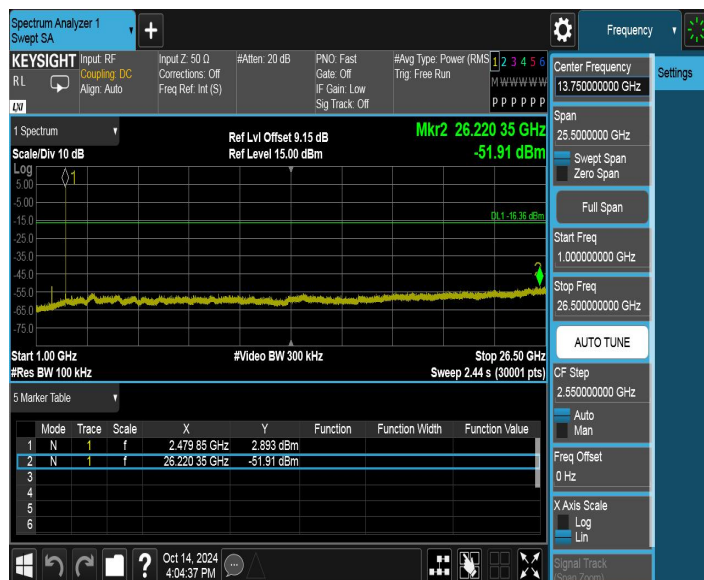 Spectrum Analyzer 1
Swept SA
+
Frequency
KEYSIGHT
Input: RF
Input Z: 50 Ω
#Atten: 20 dB
PNO: Fast
#Avg Type: Power (RMS
1 2 3 4 5 6
RL
Coupling: DC
Corrections: Off
Gate: Off
Trig: Free Run
M W W W W W
Align: Auto
Freq Ref: Int (S)
IF Gain: Low
Sig Track: Off
P P P P P P
LXI
1 Spectrum
Ref Lvl Offset 9.15 dB
Mkr2 26.220 35 GHz
Scale/Div 10 dB
Ref Level 15.00 dBm
-51.91 dBm
Log
1
5.00
-5.00
-15.0
DL1 -16.36 dBm
-25.0
-35.0
-45.0
-55.0
-65.0
-75.0
Start 1.00 GHz
#Video BW 300 kHz
Stop 26.50 GHz
#Res BW 100 kHz
Sweep 2.44 s (30001 pts)
5 Marker Table
Mode Trace Scale X Y Function Function Width Function Value
1 N 1 f 2.479 85 GHz 2.893 dBm
2 N 1 f 26.220 35 GHz -51.91 dBm
3
4
5
6
?
Oct 14, 2024
4:04:37 PM
Center Frequency
13.750000000 GHz
Settings
Span
25.5000000 GHz
Swept Span
Zero Span
Full Span
Start Freq
1.000000000 GHz
Stop Freq
26.500000000 GHz
AUTO TUNE
CF Step
2.550000000 GHz
Auto
Man
Freq Offset
0 Hz
X Axis Scale
Log
Lin
Signal Track
(Span Zoom)